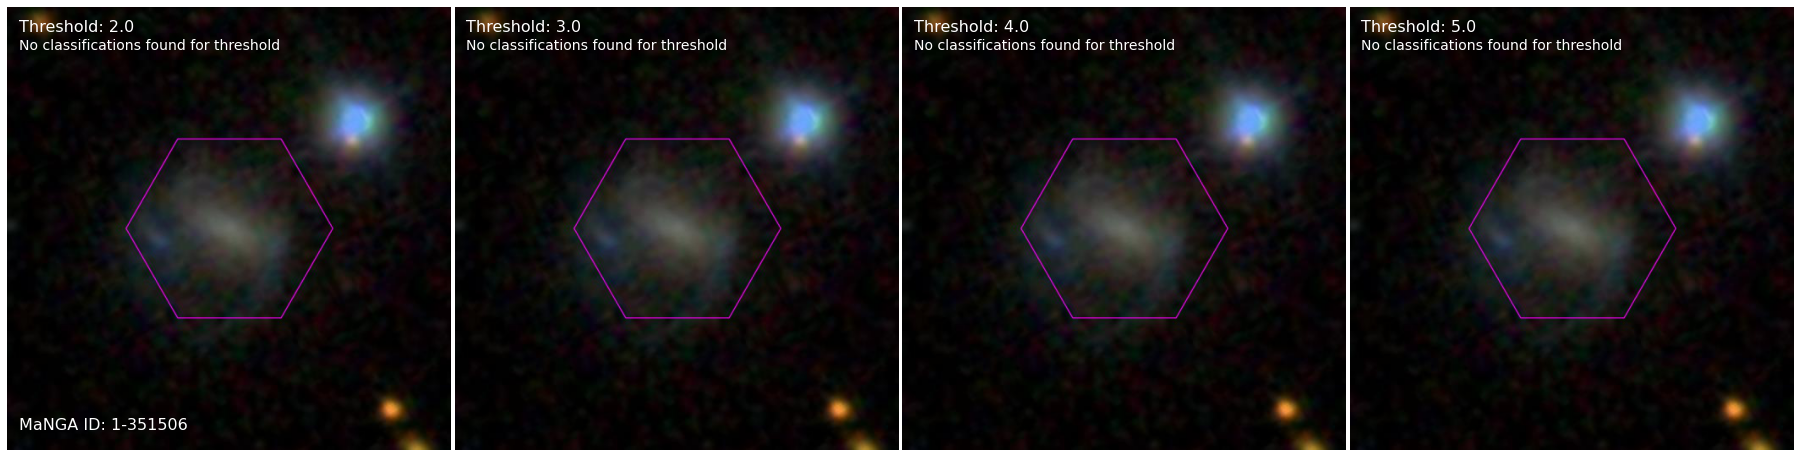 Threshold: 2.0
No classifications found for threshold
MaNGA ID: 1-351506
Threshold: 3.0
No classifications found for threshold
Threshold: 4.0
No classifications found for threshold
Threshold: 5.0
No classifications found for threshold